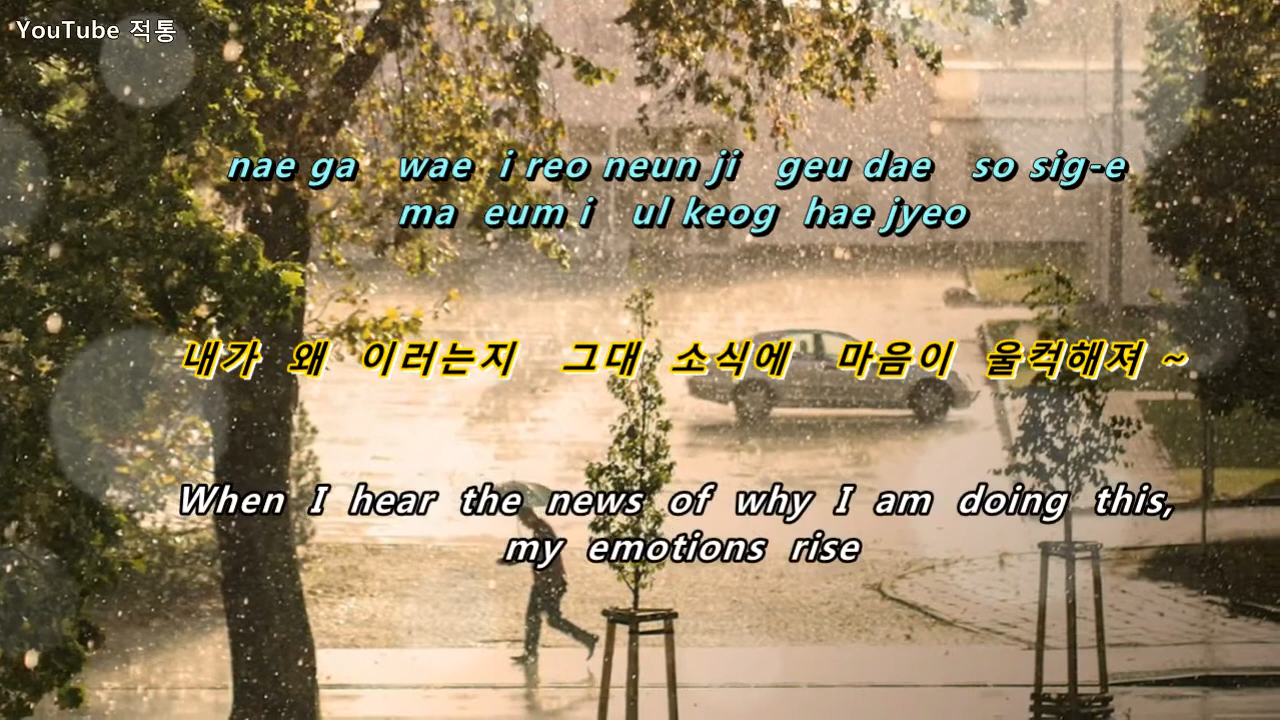 YouTube 적통
nae ga wae i reo neun ji geu dae so sig-e
ma eum i ul keog hae jyeo
내가 왜 이러는지 그대 소식에 마음이 울컥해져 ~
When I hear the news of why I am doing this,
my emotions rise